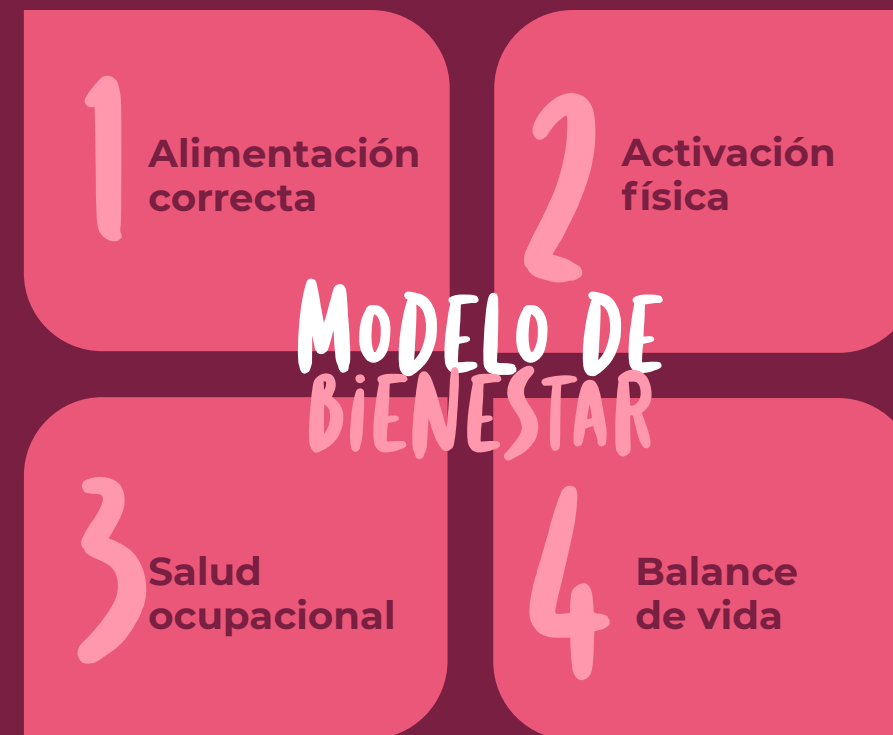 1
Alimentación
correcta
2
Activación
física
MODELO DE
BiENESTAR
3
Salud
ocupacional
4
Balance
de vida